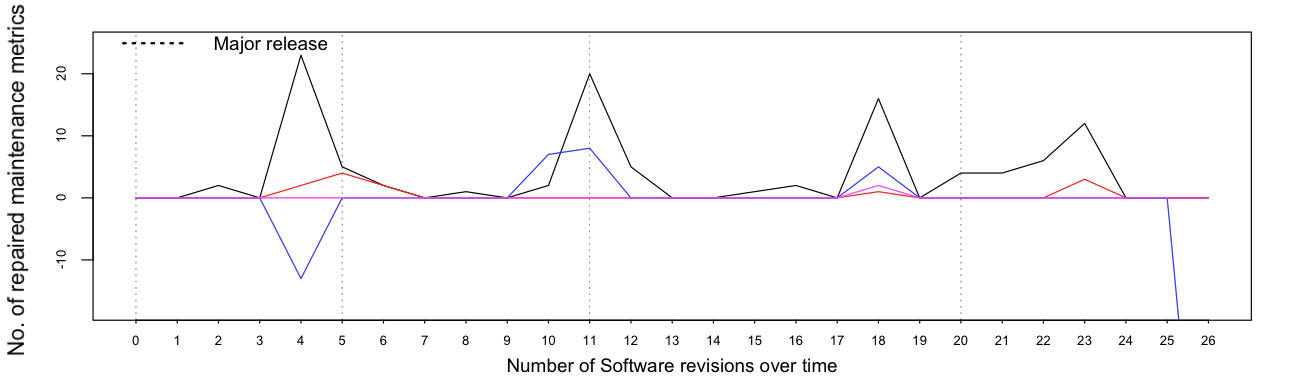 No. of repaired maintenance metrics
Major release
20
10
0
-10
0 1 2 3 4 5 6 7 8 9 10 11 12 13 14 15 16 17 18 19 20 21 22 23 24 25 26
Number of Software revisions over time